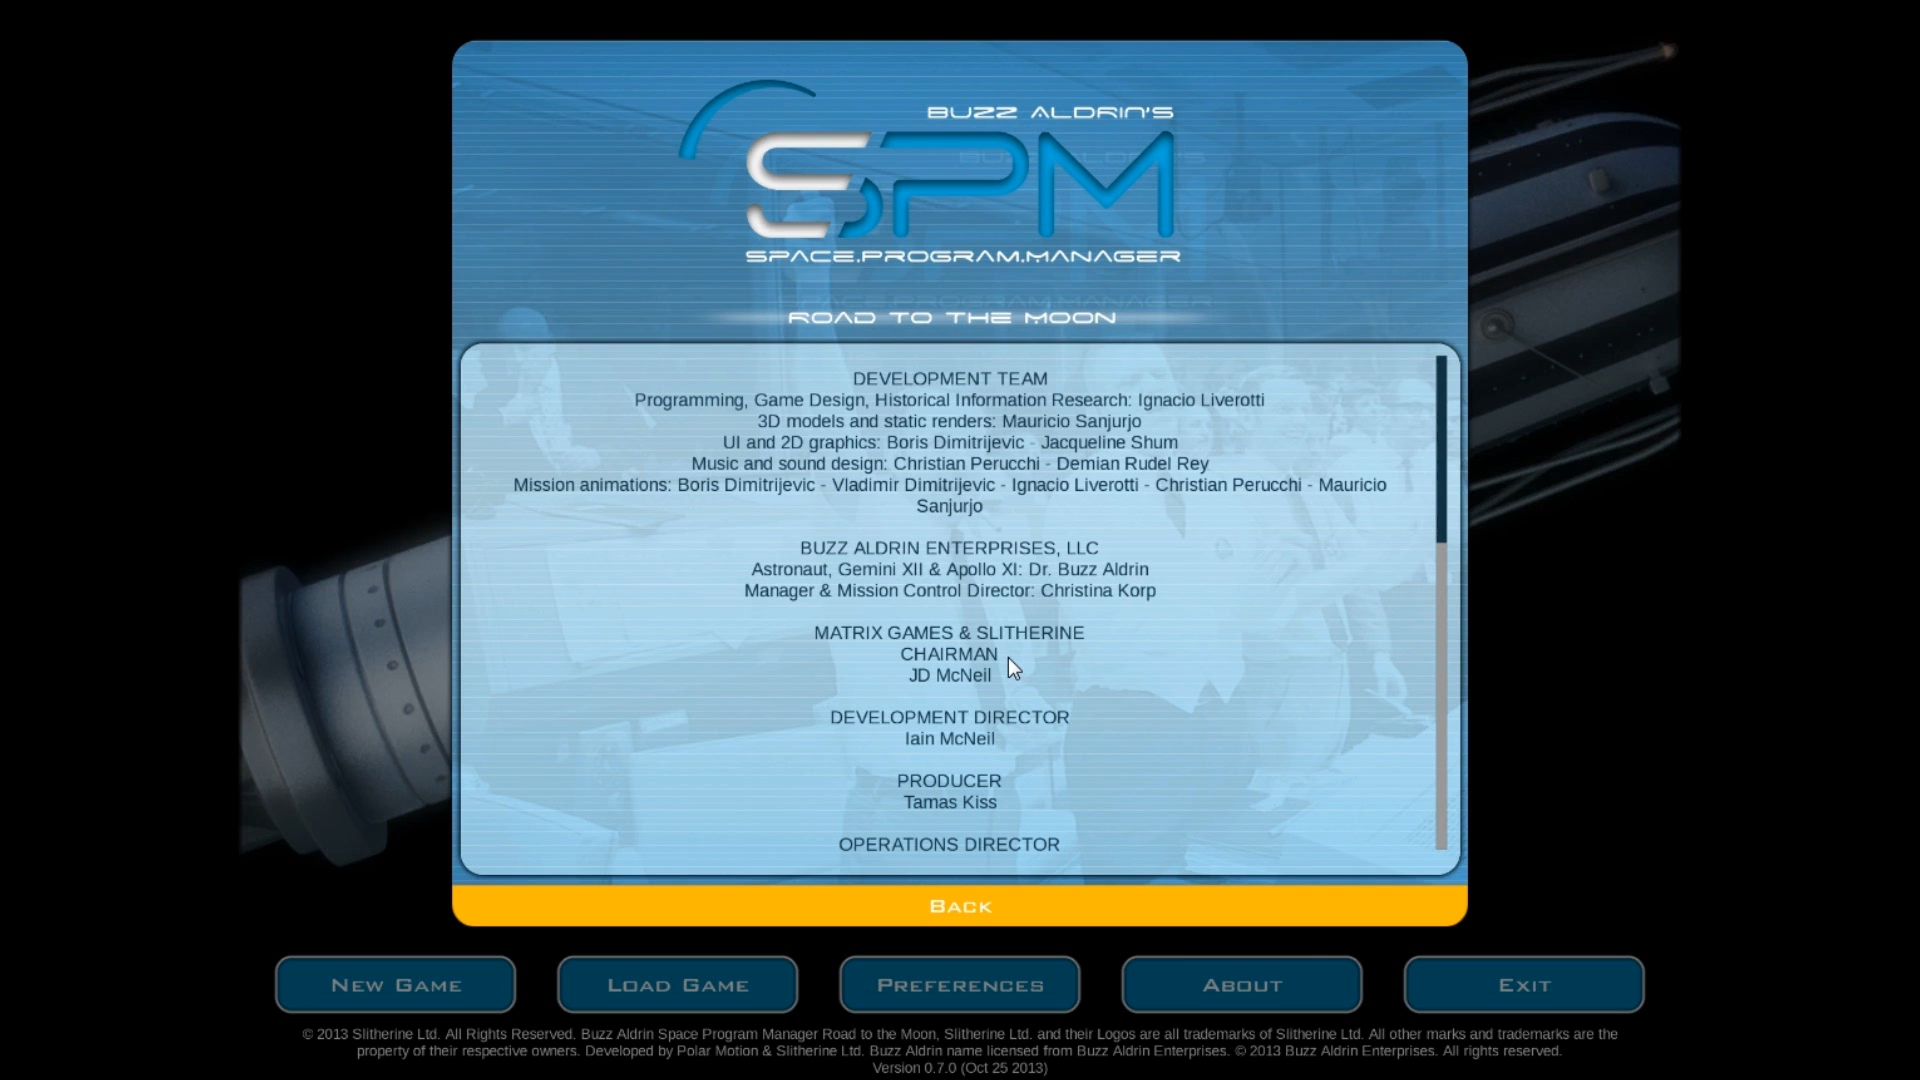 BUZZ ALDRIN'S
SPM
SPACE.PROGRAM.MANAGER
ROAD TO THE MOON
DEVELOPMENT TEAM
Programming, Game Design, Historical Information Research: Ignacio Liverotti
3D models and static renders: Mauricio Sanjurjo
UI and 2D graphics: Boris Dimitrijevic - Jacqueline Shum
Music and sound design: Christian Perucchi - Demian Rudel Rey
Mission animations: Boris Dimitrijevic - Vladimir Dimitrijevic - Ignacio Liverotti - Christian Perucchi - Mauricio
Sanjurjo
BUZZ ALDRIN ENTERPRISES, LLC
Astronaut, Gemini XII & Apollo XI: Dr. Buzz Aldrin
Manager & Mission Control Director: Christina Korp
MATRIX GAMES & SLITHERINE
CHAIRMAN
JD McNeil
DEVELOPMENT DIRECTOR
Iain McNeil
PRODUCER
Tamas Kiss
OPERATIONS DIRECTOR
BACK
NEW GAME
LOAD GAME
PREFERENCES
ABOUT
EXIT
© 2013 Slitherine Ltd. All Rights Reserved. Buzz Aldrin Space Program Manager Road to the Moon, Slitherine Ltd. and their Logos are all trademarks of Slitherine Ltd. All other marks and trademarks are the
property of their respective owners. Developed by Polar Motion & Slitherine Ltd. Buzz Aldrin name licensed from Buzz Aldrin Enterprises. © 2013 Buzz Aldrin Enterprises. All rights reserved.
Version 0.7.0 (Oct 25 2013)